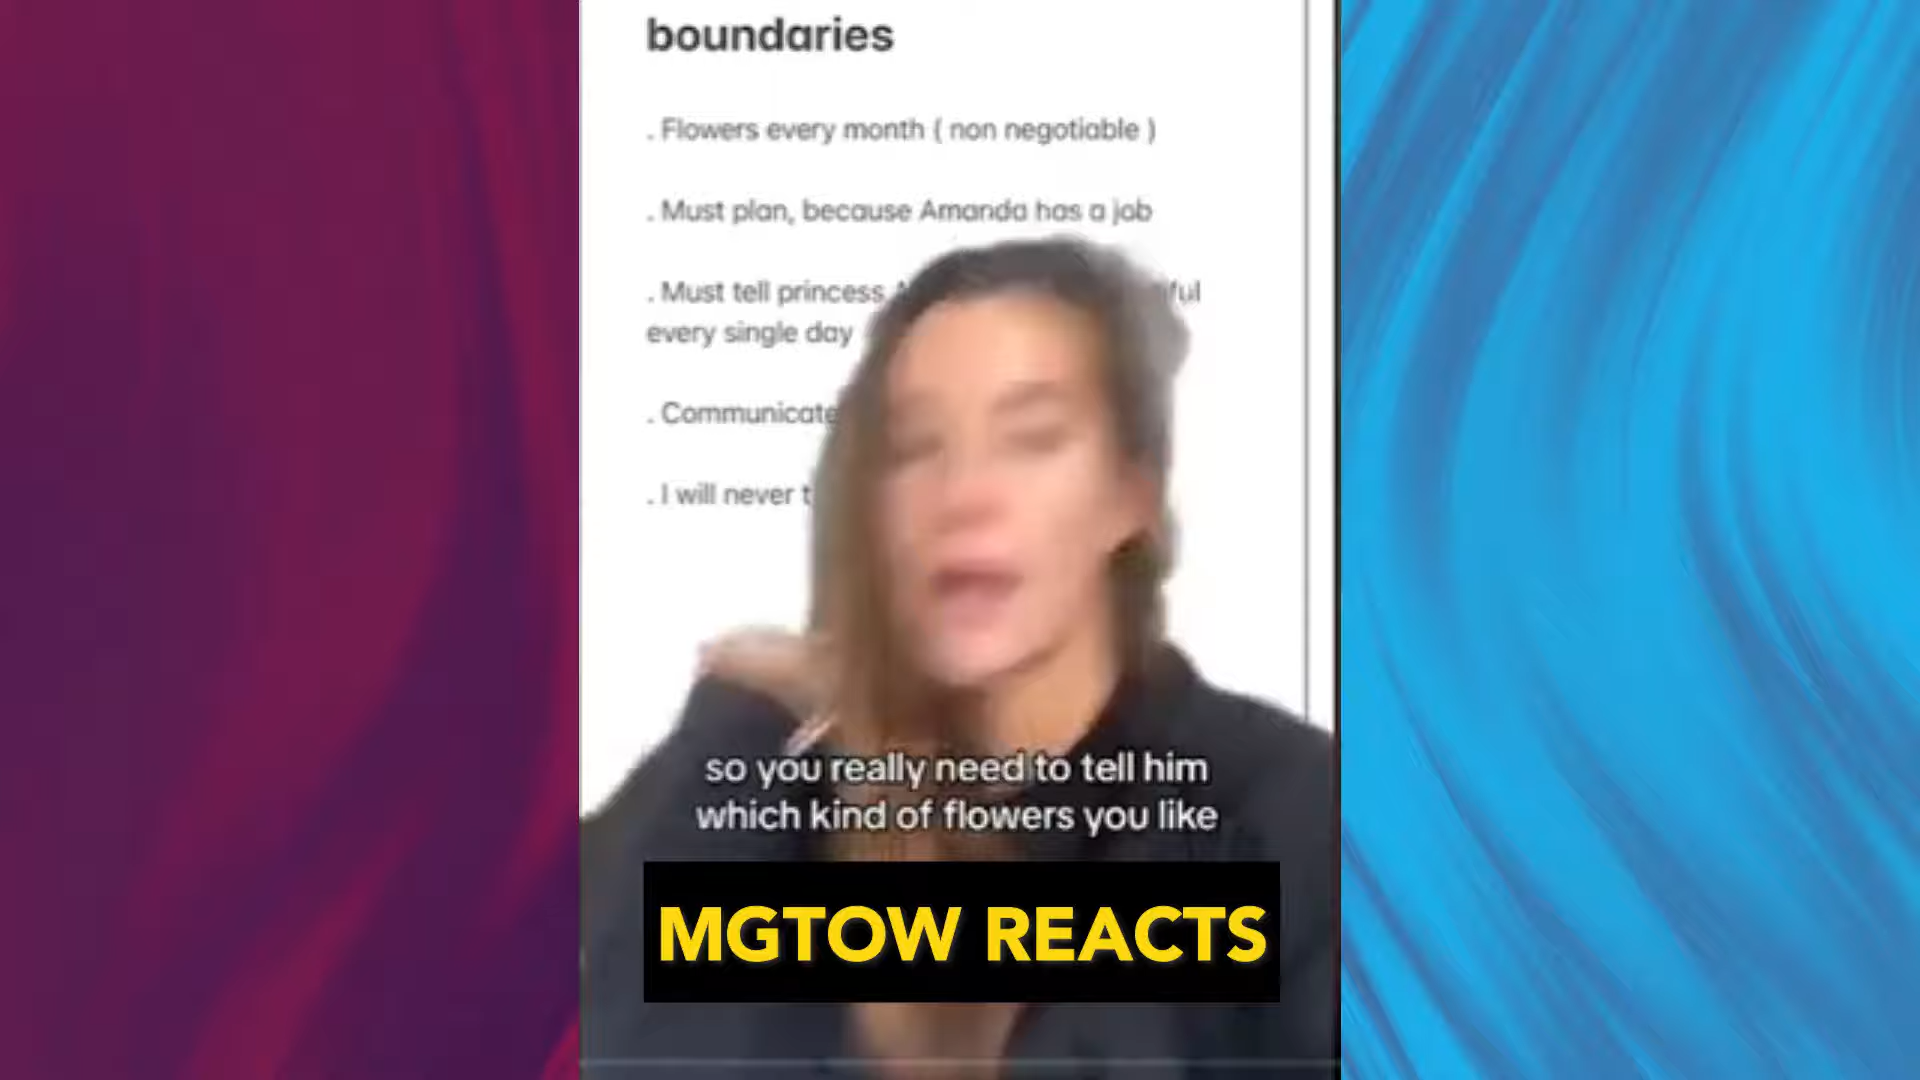 boundaries
. Flowers every month ( non negotiable )
. Must plan, because Amanda has a job
. Must tell princess
every single day
. Communicate
. I will never
so you really need to tell him
which kind of flowers you like
MGTOW REACTS